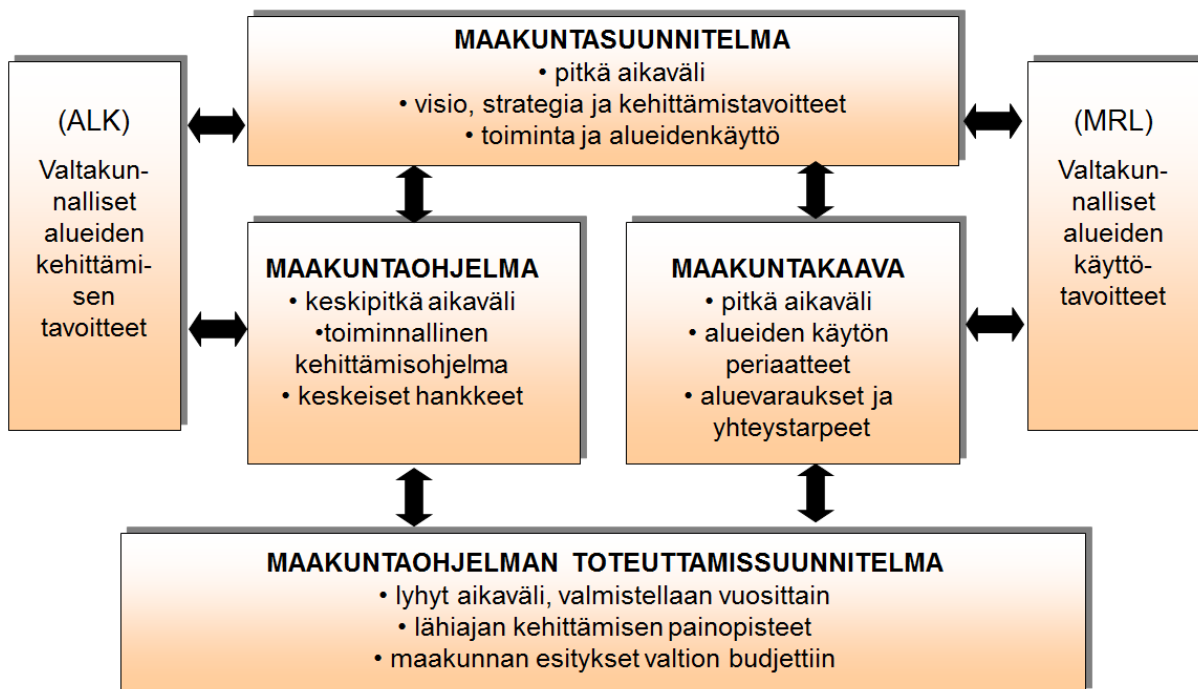 MAAKUNTASUUNNITELMA
• pitkä aikaväli
• visio, strategia ja kehittämistavoitteet
• toiminta ja alueidenkäyttö
(ALK)
Valtakun-
nalliset
alueiden
kehittämi-
sen
tavoitteet
(MRL)
Valtakun-
nalliset
alueiden
käyttö-
tavoitteet
MAAKUNTAOHJELMA
• keskipitkä aikaväli
•toiminnallinen
kehittämisohjelma
• keskeiset hankkeet
MAAKUNTAKAAVA
• pitkä aikaväli
• alueiden käytön
periaatteet
• aluevaraukset ja
yhteystarpeet
MAAKUNTAOHJELMAN TOTEUTTAMISSUUNNITELMA
• lyhyt aikaväli, valmistellaan vuosittain
• lähiajan kehittämisen painopisteet
• maakunnan esitykset valtion budjettiin